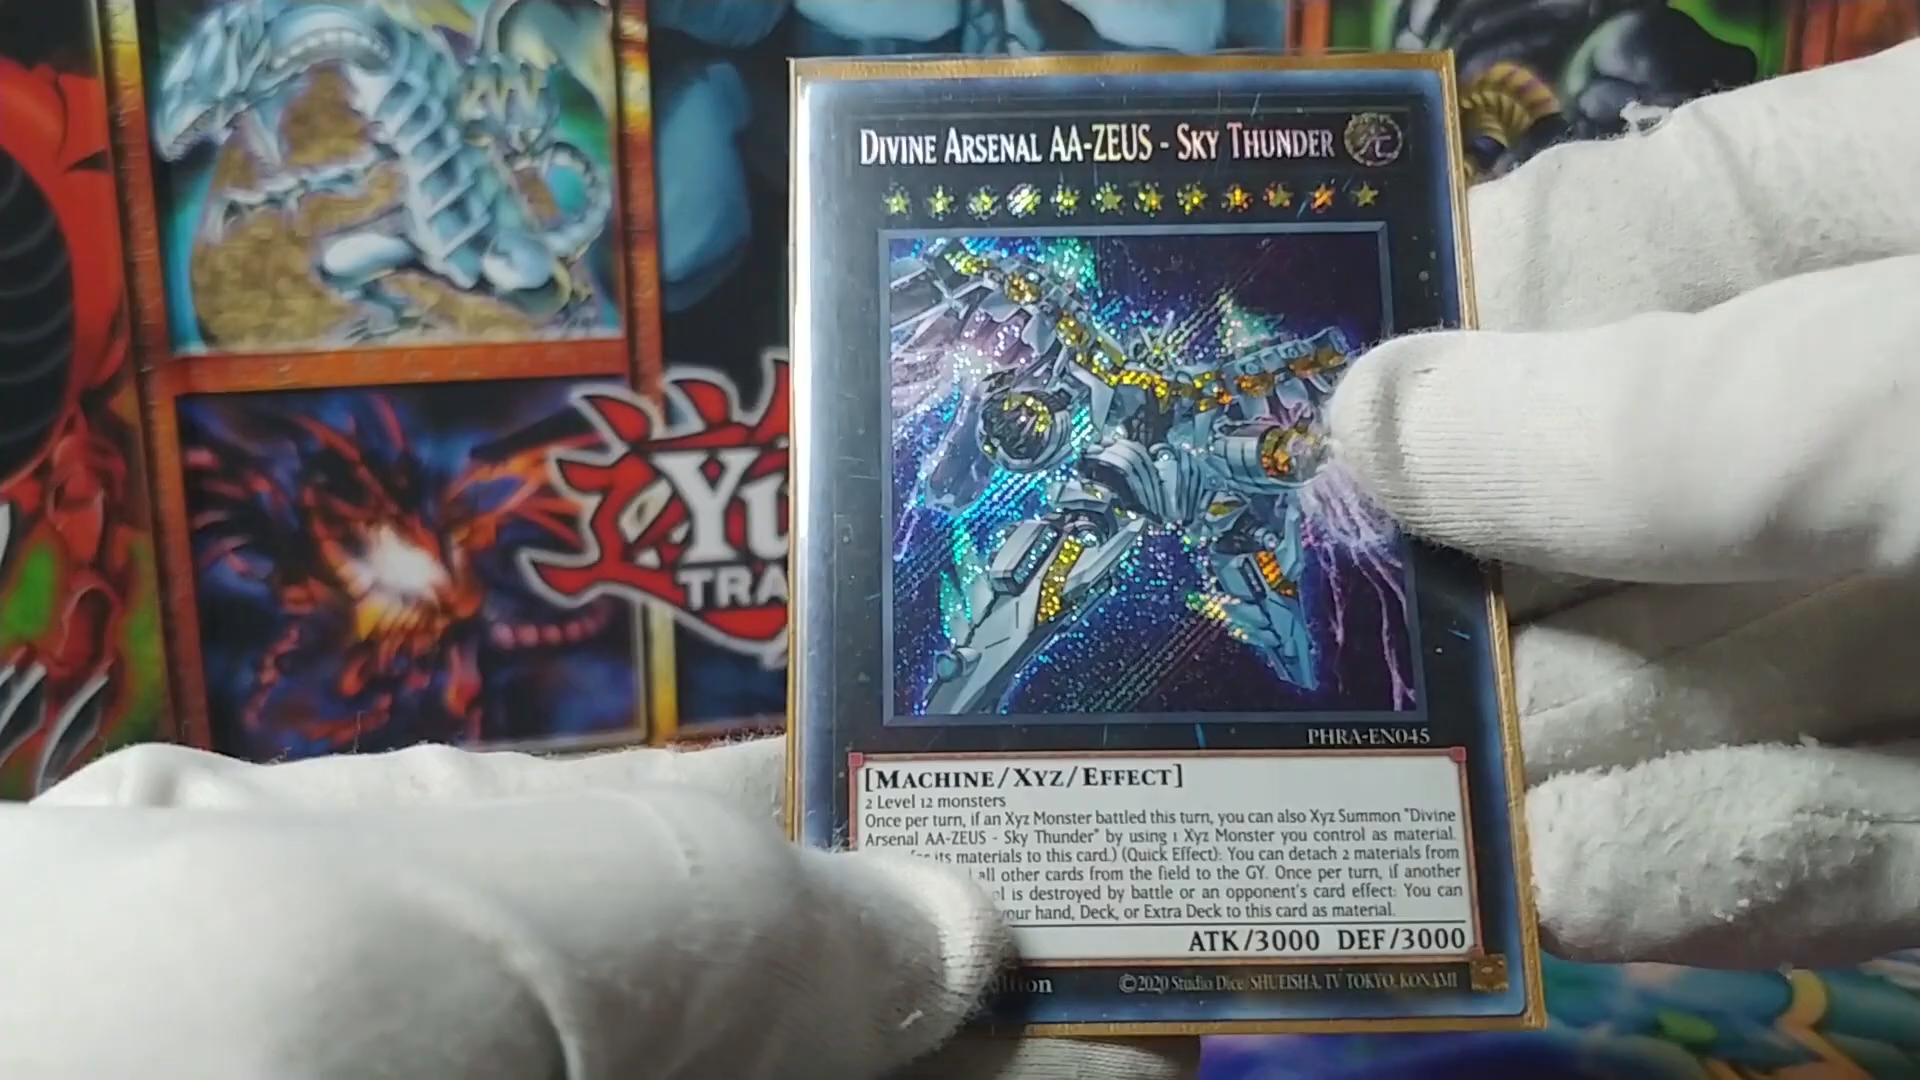 DIVINE ARSENAL AA-ZEUS - SKY THUNDER
光
YU
TRA
PHRA-EN045
[MACHINE/XYZ/EFFECT]
2 Level 12 monsters
Once per turn, if an Xyz Monster battled this turn, you can also Xyz Summon "Divine
Arsenal AA-ZEUS - Sky Thunder" by using 1 Xyz Monster you control as material.
its materials to this card.) (Quick Effect): You can detach 2 materials from
all other cards from the field to the GY. Once per turn, if another
is destroyed by battle or an opponent's card effect: You can
your hand, Deck, or Extra Deck to this card as material.
ATK/3000 DEF/3000
©2020 Studio Dice/SHUEISHA, TV TOKYO, KONAMI